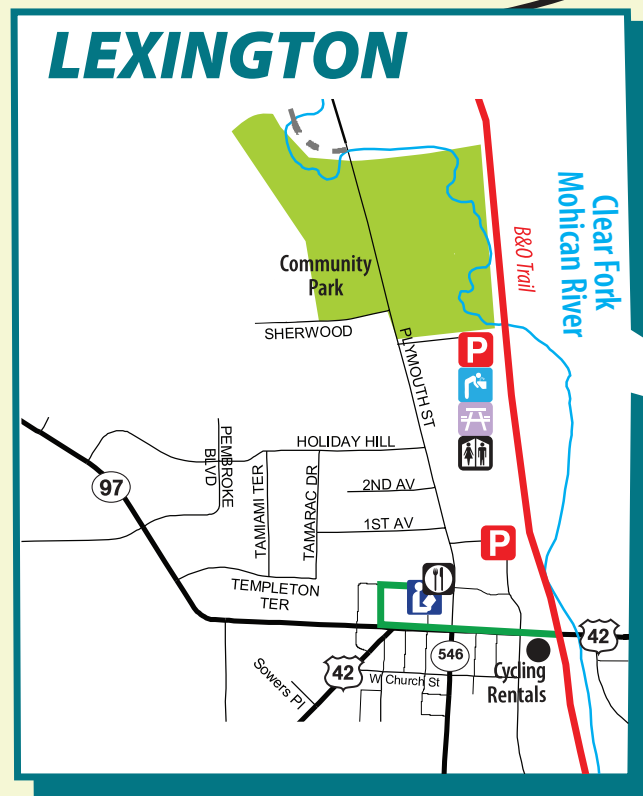 LEXINGTON
Clear Fork
Mohican River
B&O Trail
Community
Park
SHERWOOD
PLYMOUTH ST
P
HOLIDAY HILL
PEMBROKE
BLVD
97
TAMIAMI TER
TAMARAC DR
2ND AV
1ST AV
P
TEMPLETON
TER
42
546
42
Cycling
Rentals
W Church St
Sowers Pl